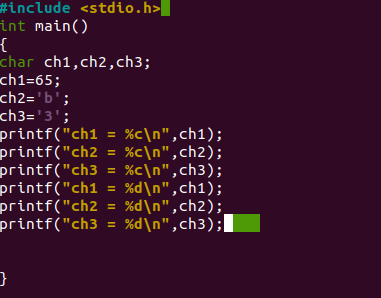 #include <stdio.h>
int main()
{
char ch1,ch2,ch3;
ch1=65;
ch2='b';
ch3='3';
printf("ch1 = %c\n",ch1);
printf("ch2 = %c\n",ch2);
printf("ch3 = %c\n",ch3);
printf("ch1 = %d\n",ch1);
printf("ch2 = %d\n",ch2);
printf("ch3 = %d\n",ch3);
}